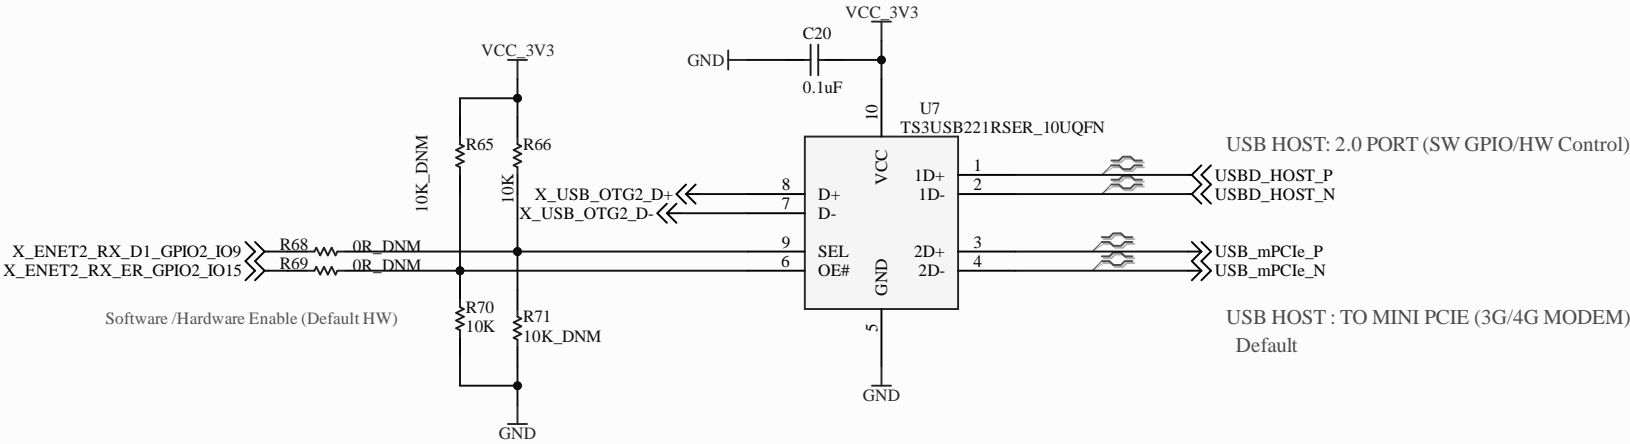 VCC_3V3
C20
VCC_3V3
GND
0.1uF
10
U7
TS3USB221RSER_10UQFN
USB HOST: 2.0 PORT (SW GPIO/HW Control)
R65
R66
10K_DNM
10K
VCC
1D+
1
USBD_HOST_P
1D-
2
USBD_HOST_N
X_USB_OTG2_D+
8
D+
X_USB_OTG2_D-
7
D-
X_ENET2_RX_D1_GPIO2_IO9
R68
0R_DNM
9
SEL
2D+
3
USB_mPCIe_P
X_ENET2_RX_ER_GPIO2_IO15
R69
0R_DNM
6
OE#
2D-
4
USB_mPCIe_N
GND
Software /Hardware Enable (Default HW)
R70
10K
R71
10K_DNM
5
USB HOST : TO MINI PCIE (3G/4G MODEM)
Default
GND
GND